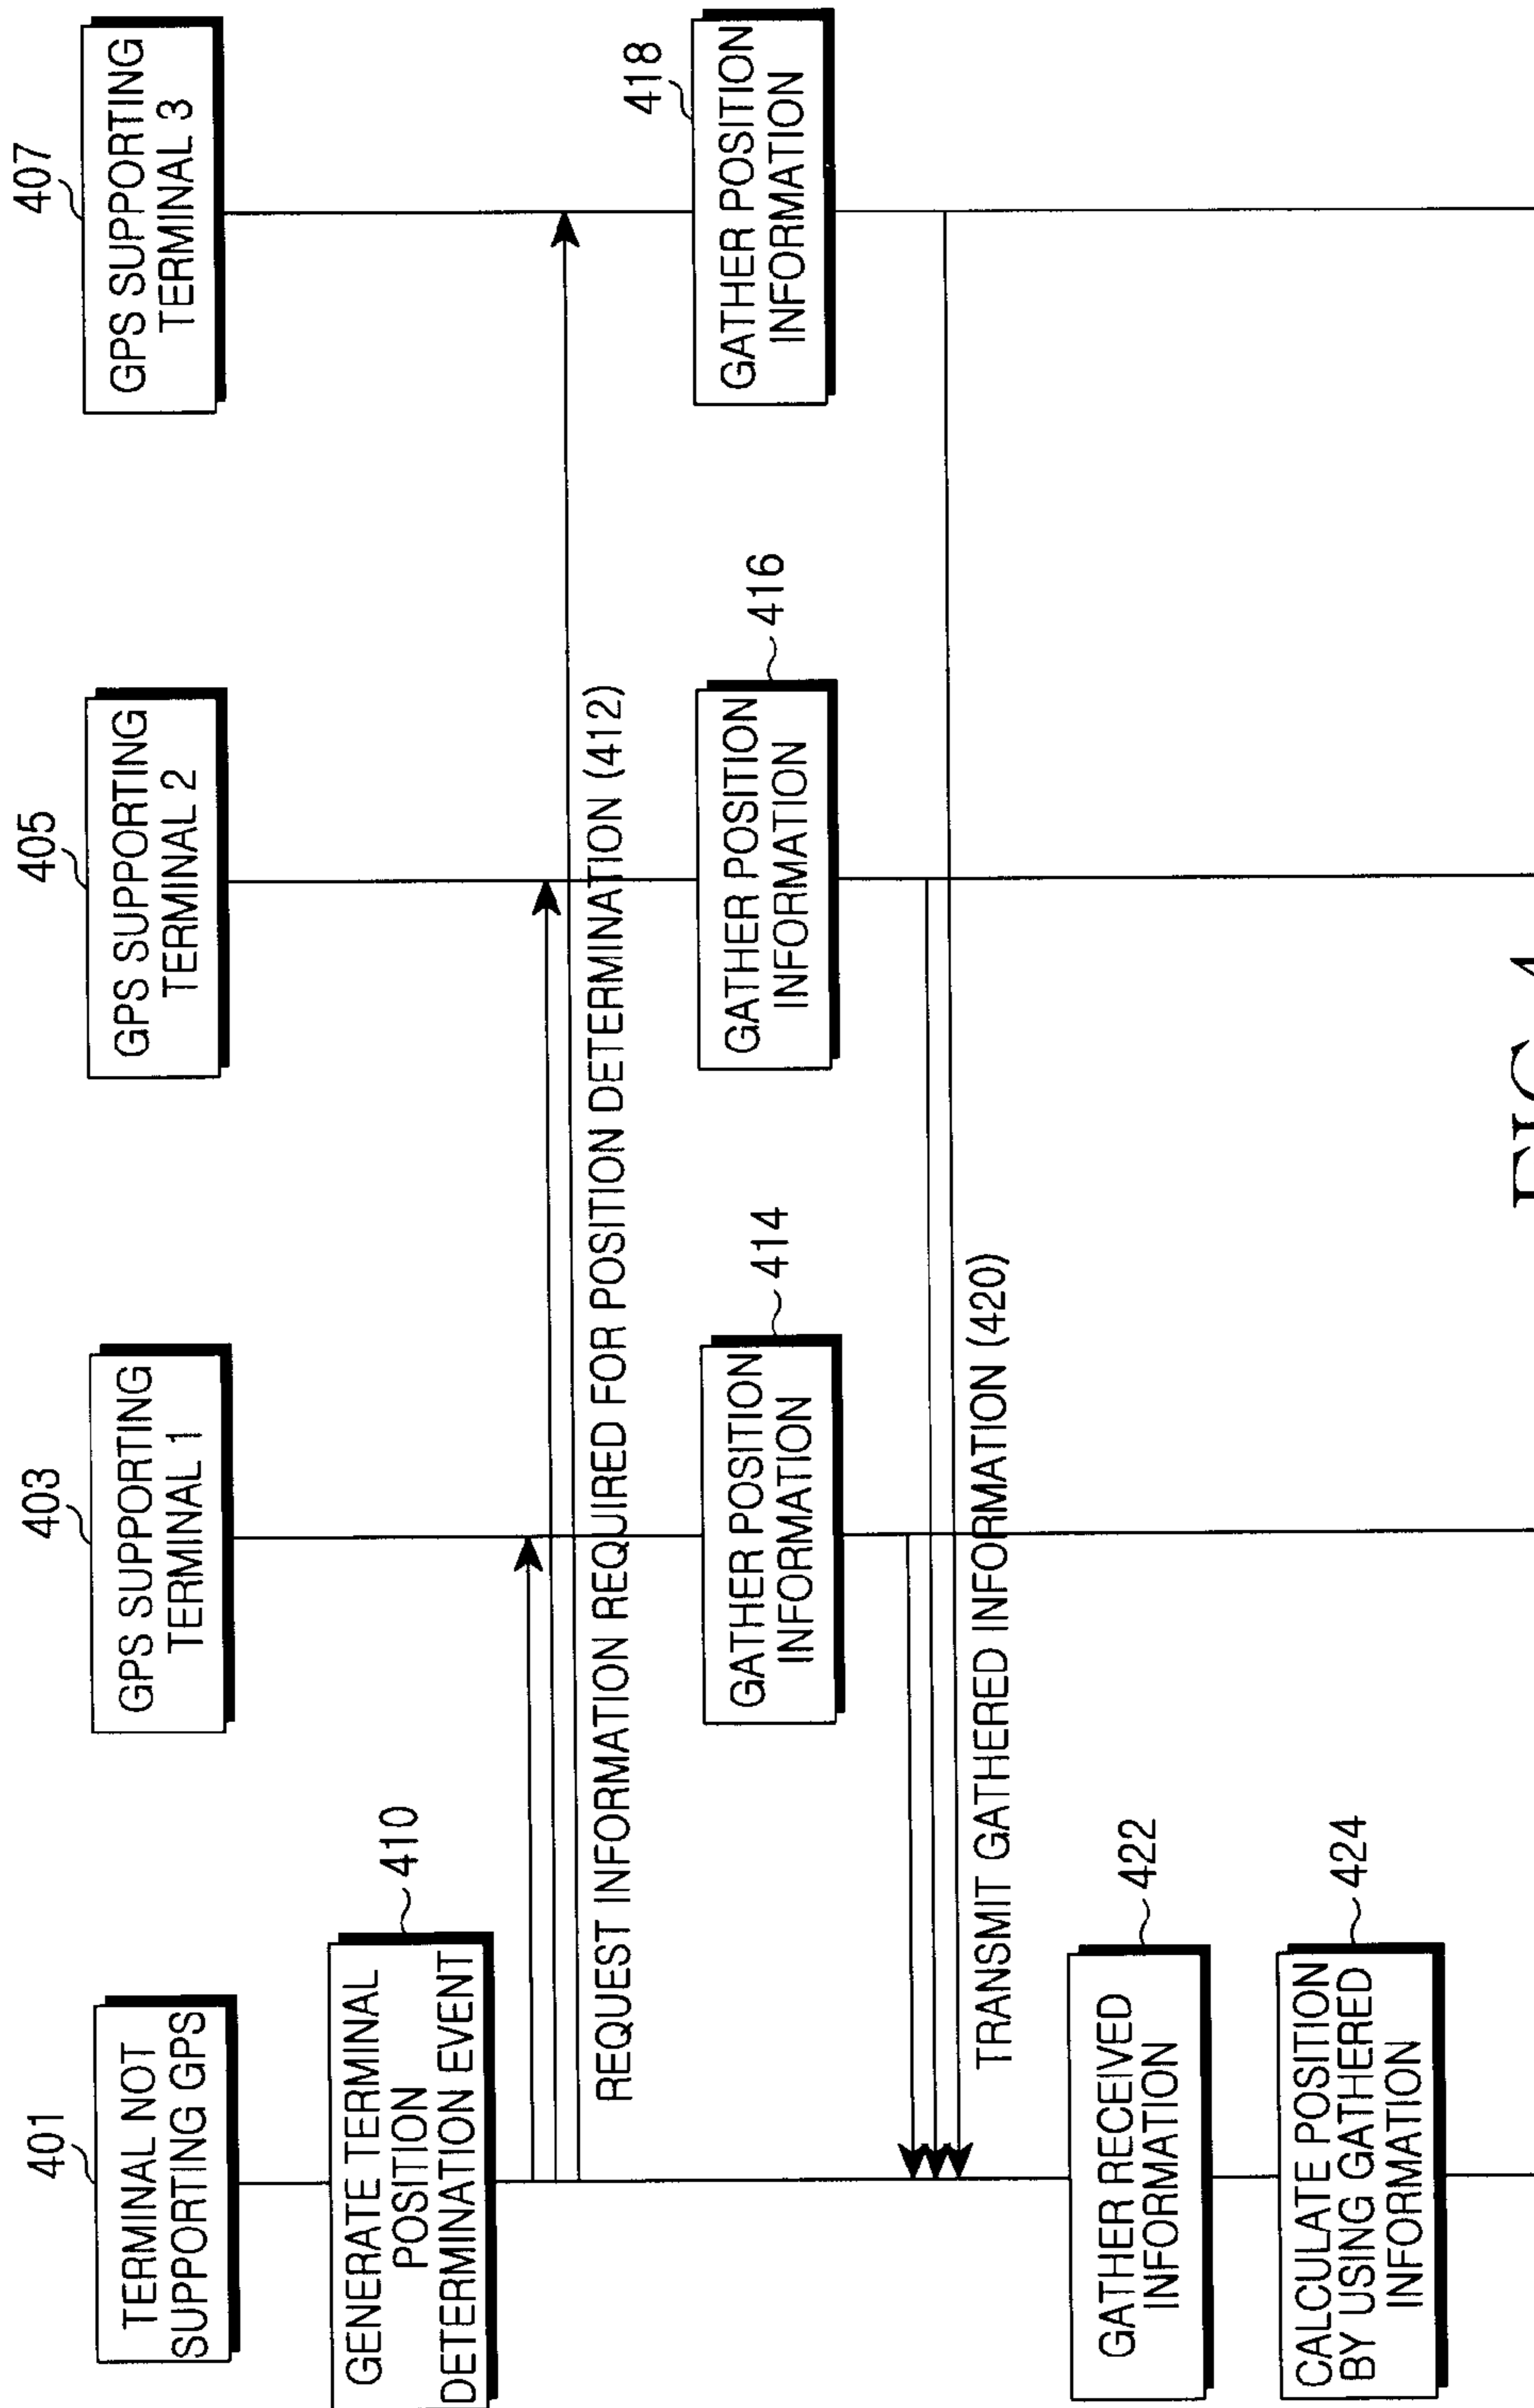 401
TERMINAL NOT
SUPPORTING GPS
403
GPS SUPPORTING
TERMINAL 1
405
GPS SUPPORTING
TERMINAL 2
407
GPS SUPPORTING
TERMINAL 3
GENERATE TERMINAL
POSITION
DETERMINATION EVENT
410
REQUEST INFORMATION REQUIRED FOR POSITION DETERMINATION (412)
GATHER POSITION
INFORMATION
414
GATHER POSITION
INFORMATION
416
GATHER POSITION
INFORMATION
418
TRANSMIT GATHERED INFORMATION (420)
GATHER RECEIVED
INFORMATION
422
CALCULATE POSITION
BY USING GATHERED
INFORMATION
424